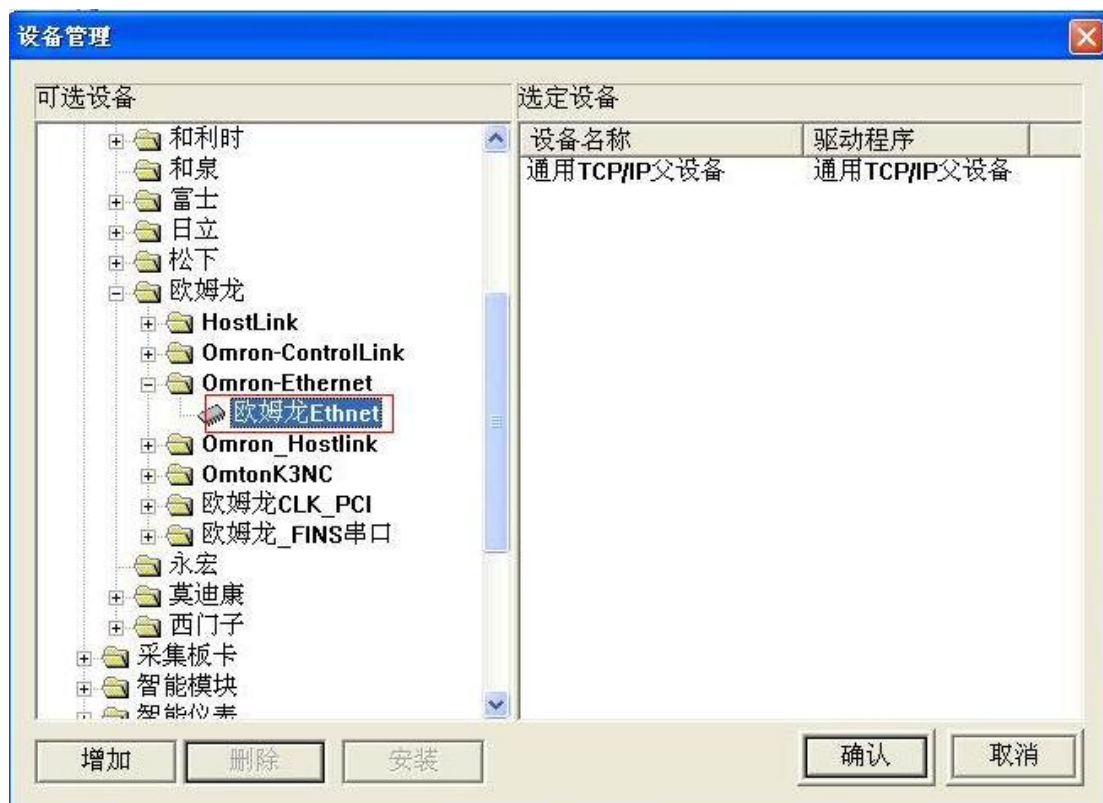 设备管理
可选设备
选定设备
和利时
和泉
富士
日立
松下
欧姆龙
HostLink
Omron-ControlLink
Omron-Ethernet
欧姆龙Ethnet
Omron_Hostlink
OmtonK3NC
欧姆龙CLK_PCI
欧姆龙_FINS串口
永宏
莫迪康
西门子
采集板卡
智能模块
智能仪表
设备名称 驱动程序
通用TCP/IP父设备 通用TCP/IP父设备
增加 删除 安装 确认 取消